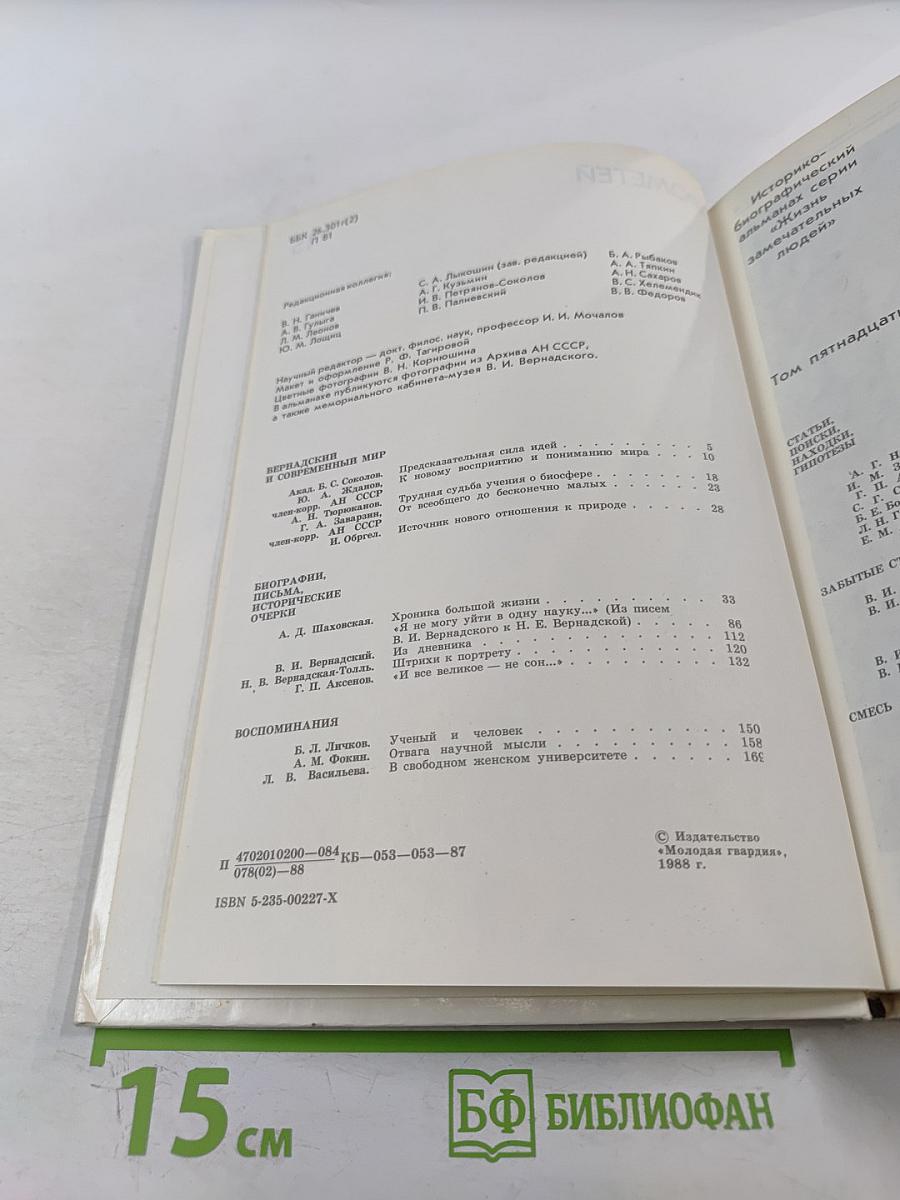 ББК 26.301г(2)
П 81
Редакционная коллегия:
В. Н. Ганичев
А. В. Гулыга
Л. М. Леонов
Ю. М. Лощиц
С. А. Лыкошин (зав. редакцией)
А. Г. Кузьмин
И. В. Петрянов-Соколов
П. В. Палиевский
Б. А. Рыбаков
А. А. Тяпкин
А. Н. Сахаров
В. С. Хелемендик
В. В. Федоров
Научный редактор — докт. филос. наук, профессор И. И. Мочалов
Макет и оформление Р. Ф. Тагировой
Цветные фотографии В. Н. Корнюшина
В альманахе публикуются фотографии из Архива АН СССР,
а также мемориального кабинета-музея В. И. Вернадского.
ВЕРНАДСКИЙ
И СОВРЕМЕННЫЙ МИР
Акад. Б. С. Соколов. Предсказательная сила идей . . . . . . . . . 5
Ю. А. Жданов, К новому восприятию и пониманию мира . . . 10
член-корр. АН СССР
А. Н. Тюрюканов. Трудная судьба учения о биосфере . . . . . . . 18
Г. А. Заварзин, От всеобщего до бесконечно малых . . . . . . 23
член-корр. АН СССР
И. Обргел. Источник нового отношения к природе . . . . . 28
БИОГРАФИИ,
ПИСЬМА,
ИСТОРИЧЕСКИЕ
ОЧЕРКИ
А. Д. Шаховская. Хроника большой жизни . . . . . . . . . . 33
«Я не могу уйти в одну науку...» (Из писем
В. И. Вернадского к Н. Е. Вернадской) . . . . . 86
В. И. Вернадский. Из дневника . . . . . . . . . . . . . 112
Н. В. Вернадская-Толль. Штрихи к портрету . . . . . . . . . . . 120
Г. П. Аксенов. «И все великое — не сон...» . . . . . . . . 132
ВОСПОМИНАНИЯ
Б. Л. Личков. Ученый и человек . . . . . . . . . . . 150
А. М. Фокин. Отвага научной мысли . . . . . . . . . . 158
Л. В. Васильева. В свободном женском университете . . . . . . 169
П 4702010200—084 КБ—053—053—87
078(02)—88
ISBN 5-235-00227-X
© Издательство
«Молодая гвардия»,
1988 г.
Историко-
биографический
альманах серии
«Жизнь
замечательных
людей»
Том
СТАТЬИ,
ПОИСКИ,
НАХОДКИ,
ГИПОТЕЗЫ
А. Г.
И. М.
Г. П.
С. Г.
Б. Е.
Л. Н.
Е. М.
ЗАБЫТЫЕ
В. И.
В. И.
СМЕСЬ
15 см
БФ БИБЛИОФАН